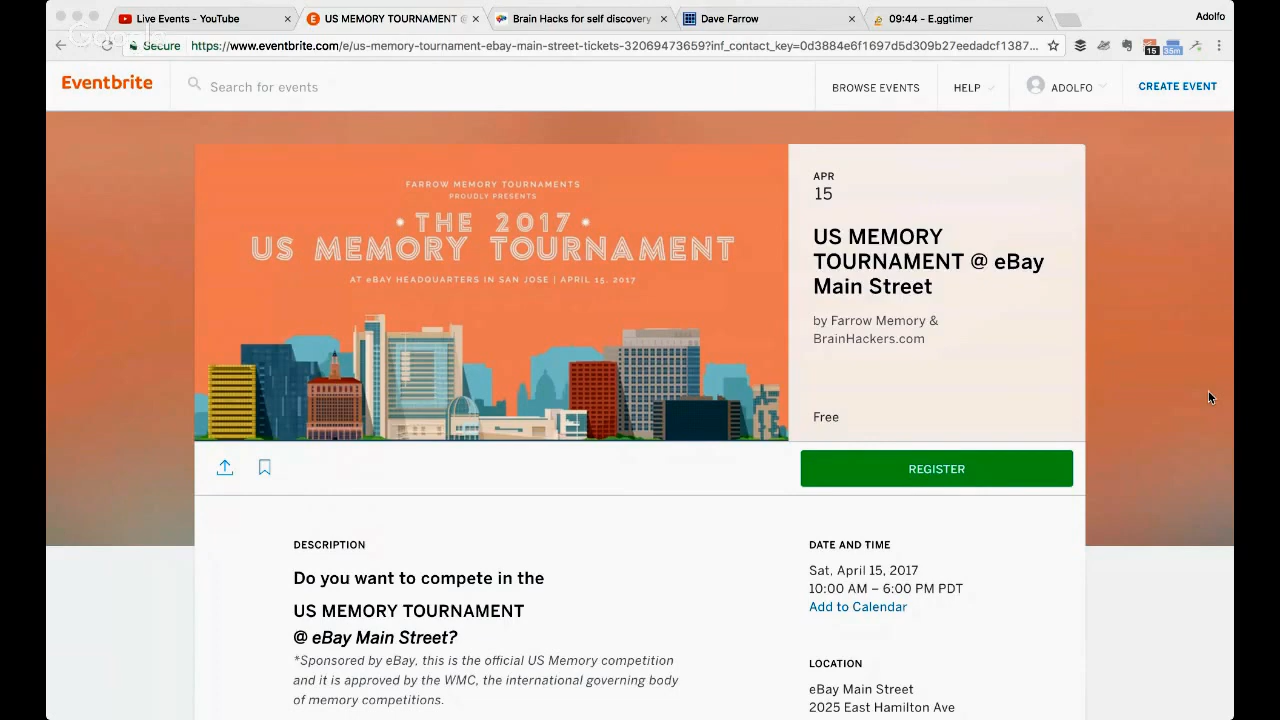 Live Events - YouTube
US MEMORY TOURNAMENT @
Brain Hacks for self discovery
Dave Farrow
09:44 - E.ggtimer
Adolfo
Google
Secure
https://www.eventbrite.com/e/us-memory-tournament-ebay-main-street-tickets-32069473659?inf_contact_key=0d3884e6f1697d5d309b27eedadcf1387...
15
35m
Eventbrite
Search for events
BROWSE EVENTS
HELP
ADOLFO
CREATE EVENT
FARROW MEMORY TOURNAMENTS
PROUDLY PRESENTS
• THE 2017 •
US MEMORY TOURNAMENT
AT eBAY HEADQUARTERS IN SAN JOSE | APRIL 15, 2017
APR
15
US MEMORY
TOURNAMENT @ eBay
Main Street
by Farrow Memory &
BrainHackers.com
Free
REGISTER
DESCRIPTION
Do you want to compete in the
US MEMORY TOURNAMENT
@ eBay Main Street?
*Sponsored by eBay, this is the official US Memory competition
and it is approved by the WMC, the international governing body
of memory competitions.
DATE AND TIME
Sat, April 15, 2017
10:00 AM – 6:00 PM PDT
Add to Calendar
LOCATION
eBay Main Street
2025 East Hamilton Ave